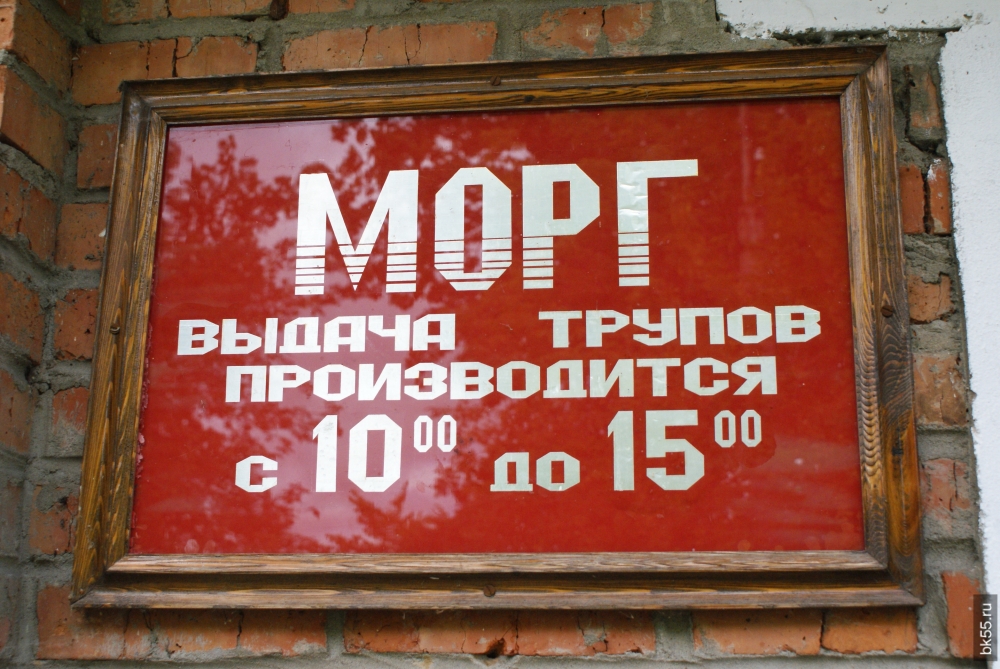 МОРГ
ВЫДАЧА ТРУПОВ
ПРОИЗВОДИТСЯ
с 10⁰⁰ до 15⁰⁰
bk55.ru